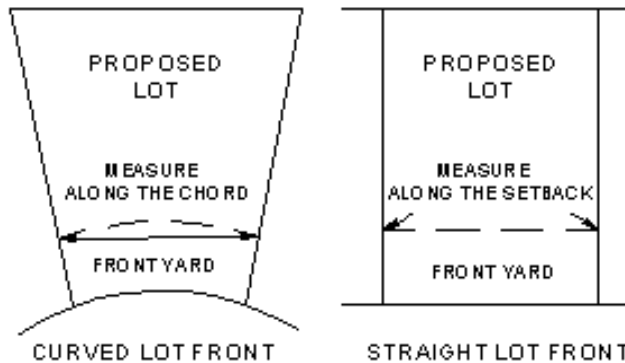 PROPOSED
LOT
MEASURE
ALONG THE CHORD
FRONT YARD
CURVED LOT FRONT
PROPOSED
LOT
MEASURE
ALONG THE SETBACK
FRONT YARD
STRAIGHT LOT FRONT